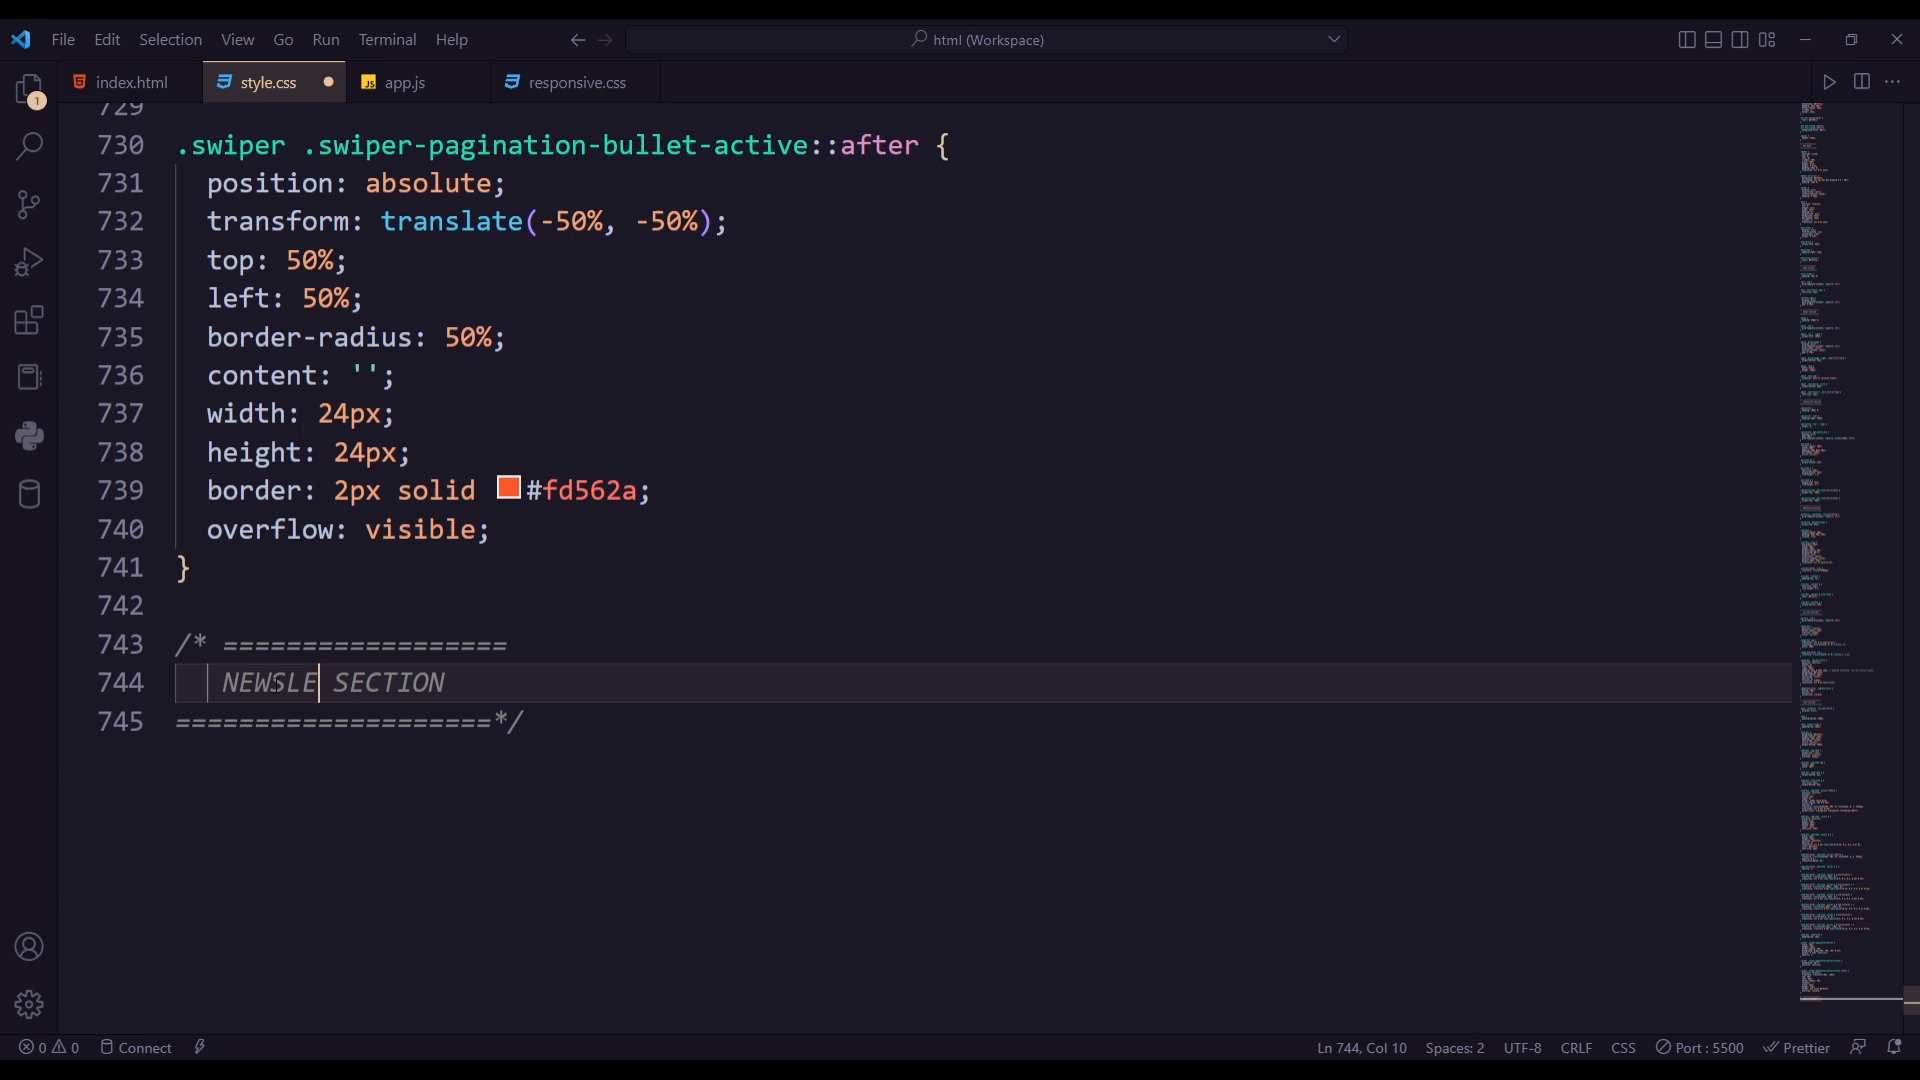 File Edit Selection View Go Run Terminal Help html (Workspace)
index.html style.css app.js responsive.css
1
729
730 .swiper .swiper-pagination-bullet-active::after {
731 position: absolute;
732 transform: translate(-50%, -50%);
733 top: 50%;
734 left: 50%;
735 border-radius: 50%;
736 content: '';
737 width: 24px;
738 height: 24px;
739 border: 2px solid #fd562a;
740 overflow: visible;
741 }
742
743 /* ==================
744 NEWSLE SECTION
745 ====================*/
0 0 Connect Ln 744, Col 10 Spaces: 2 UTF-8 CRLF CSS Port : 5500 Prettier